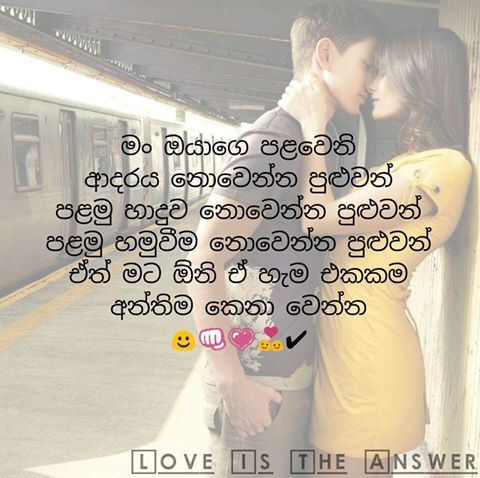 මං ඔයාගෙ පළවෙනි
ආදරය නොවෙන්න පුළුවන්
පළමු හාදුව නොවෙන්න පුළුවන්
පළමු හමුවීම නොවෙන්න පුළුවන්
ඒත් මට ඕනි ඒ හැම එකකම
අන්තිම කෙනා වෙන්න
☺👊💗💑✔
LOVE IS THE ANSWER